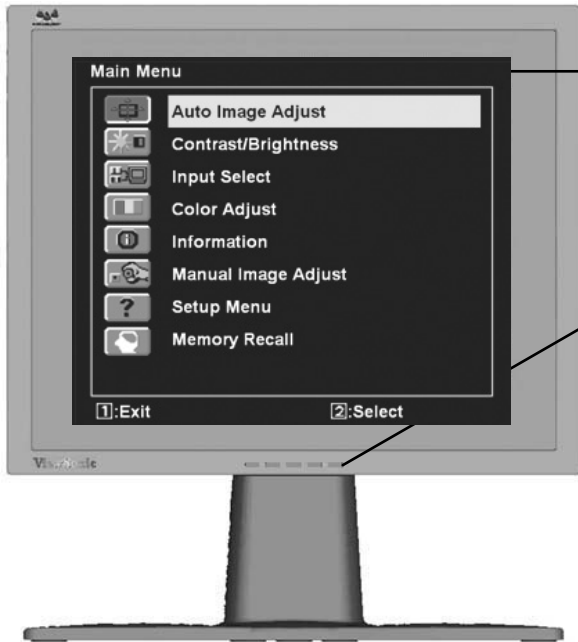 Main Menu
Auto Image Adjust
Contrast/Brightness
Input Select
Color Adjust
Information
Manual Image Adjust
Setup Menu
? Memory Recall
1:Exit 2:Select
ViewSonic